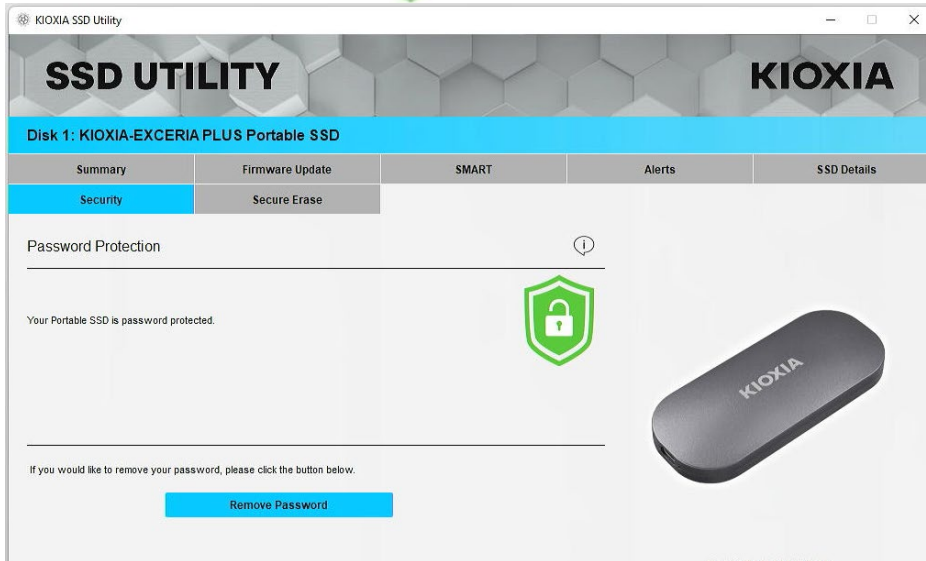 KIOXIA SSD Utility
SSD UTILITY
KIOXIA
Disk 1: KIOXIA-EXCERIA PLUS Portable SSD
Summary
Firmware Update
SMART
Alerts
SSD Details
Security
Secure Erase
Password Protection
Your Portable SSD is password protected.
KIOXIA
If you would like to remove your password, please click the button below.
Remove Password